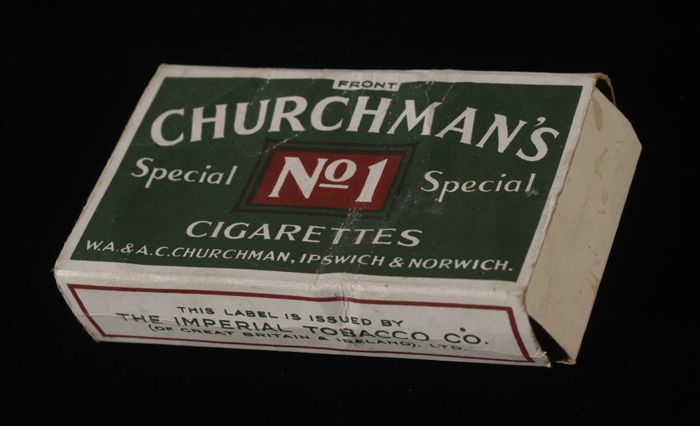 FRONT
CHURCHMAN'S
Special No1 Special
CIGARETTES
W.A. & A.C. CHURCHMAN, IPSWICH & NORWICH.
THIS LABEL IS ISSUED BY
THE IMPERIAL TOBACCO CO.
(OF GREAT BRITAIN & IRELAND), LTD.